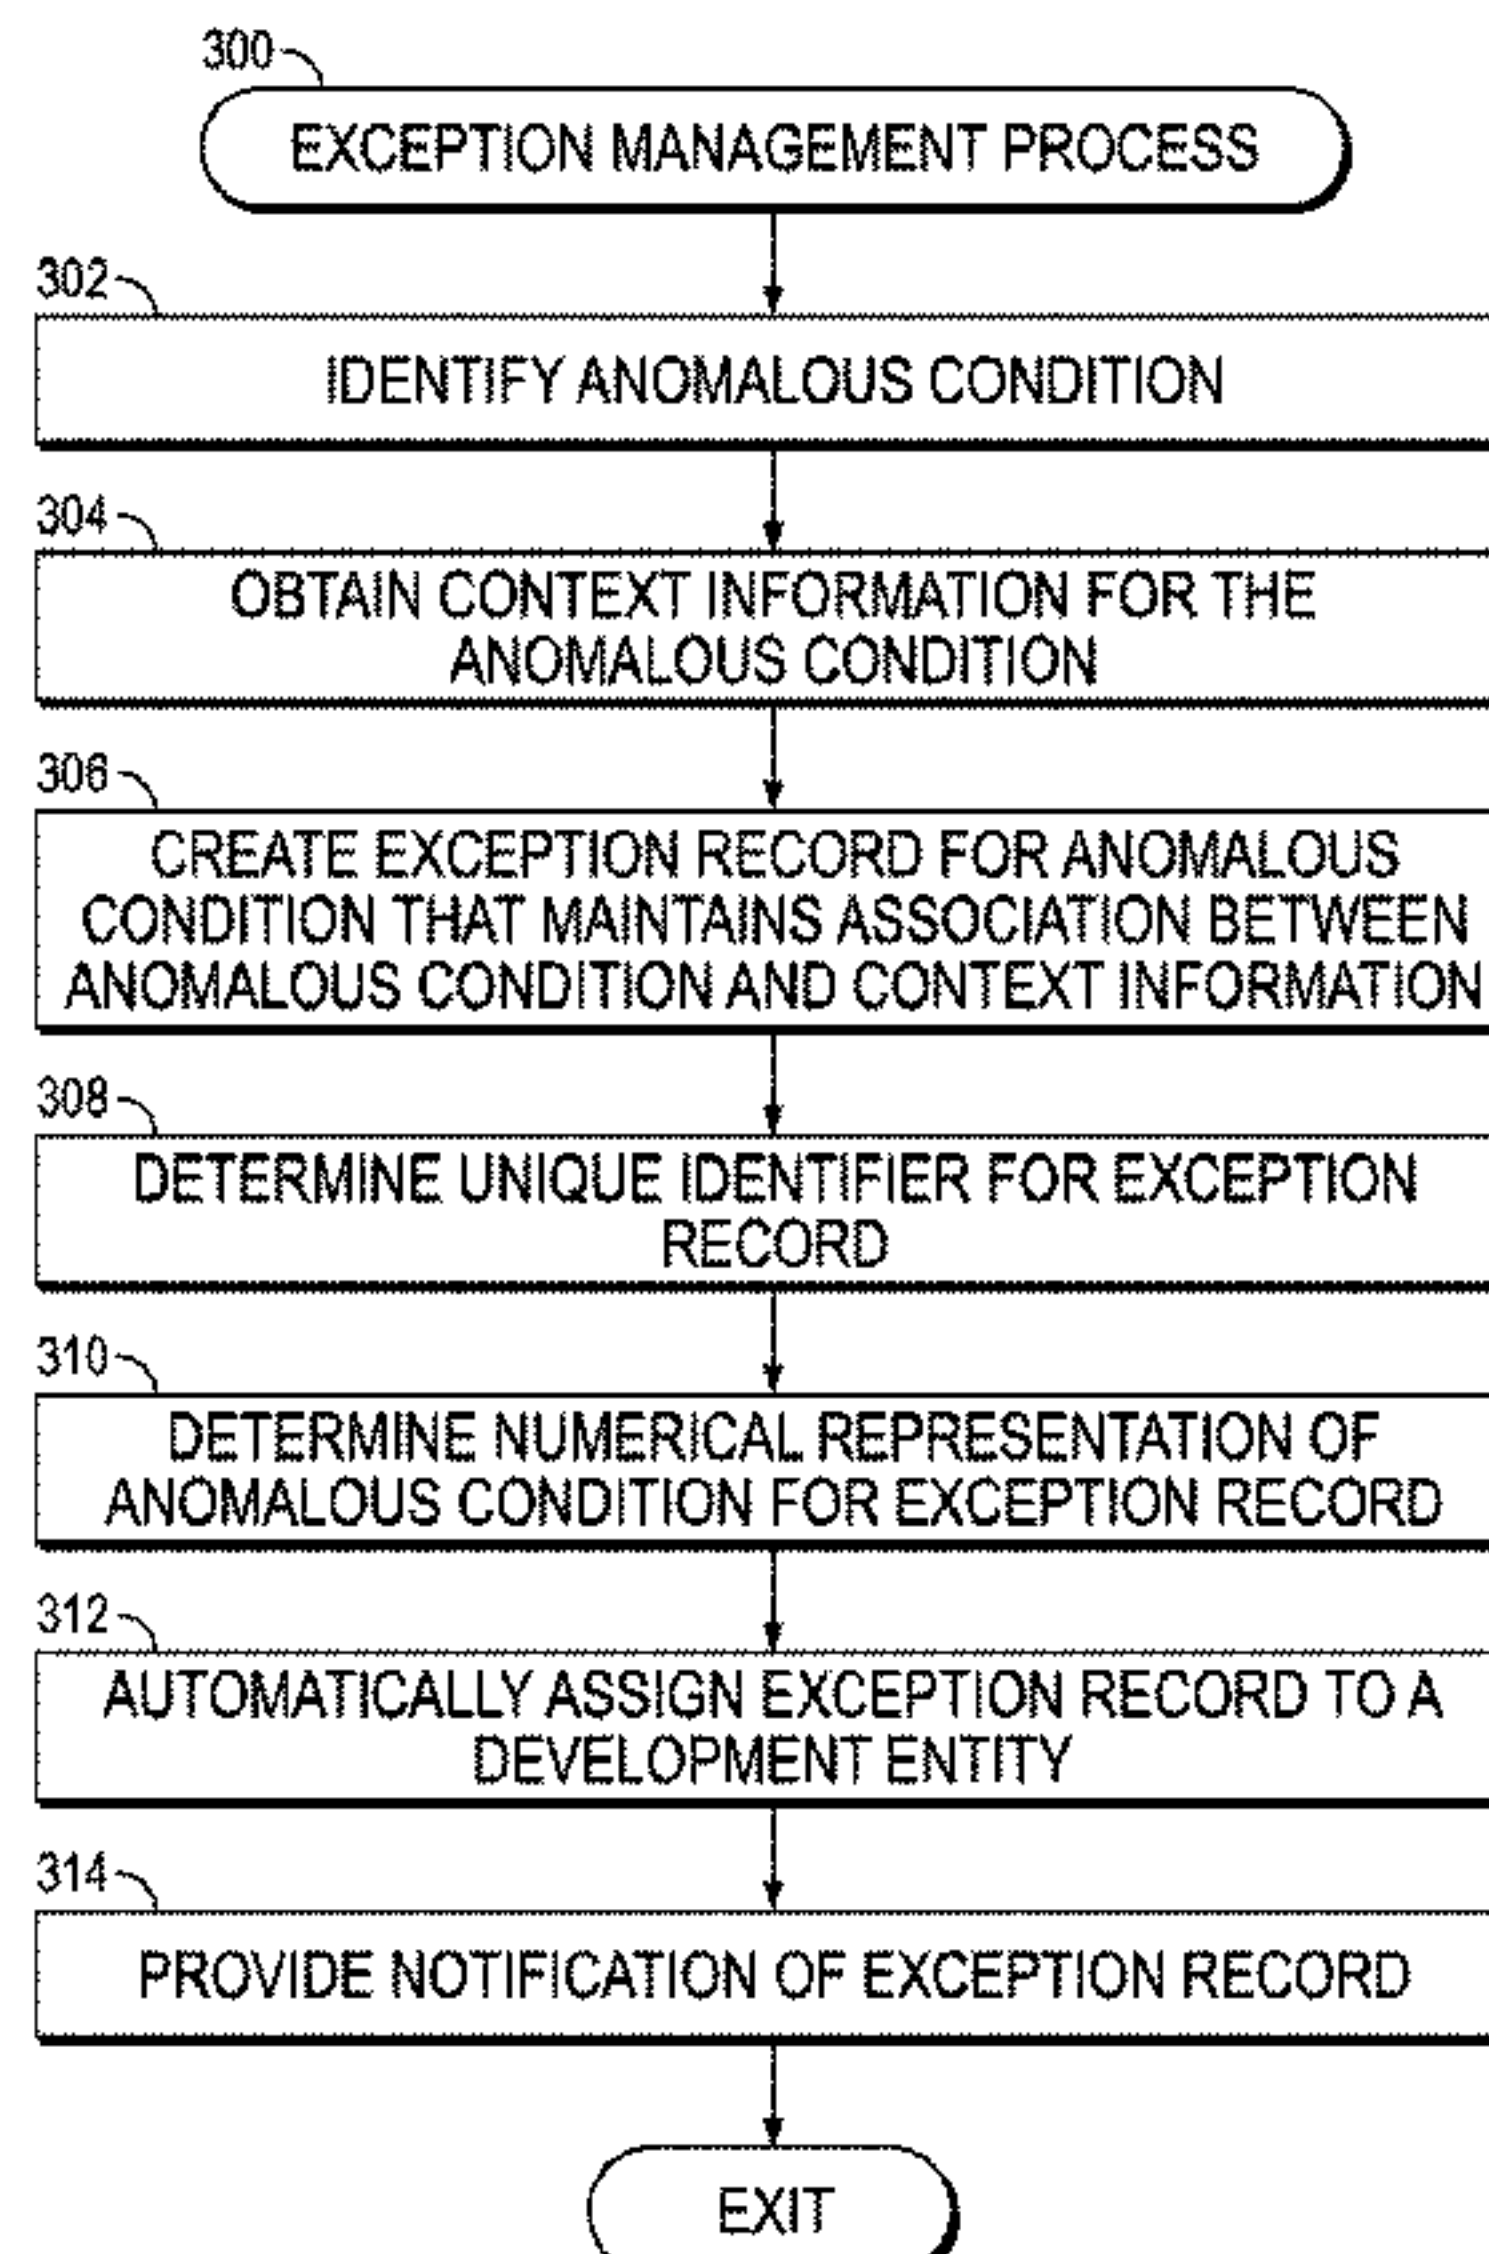 300
EXCEPTION MANAGEMENT PROCESS
302
IDENTIFY ANOMALOUS CONDITION
304
OBTAIN CONTEXT INFORMATION FOR THE
ANOMALOUS CONDITION
306
CREATE EXCEPTION RECORD FOR ANOMALOUS
CONDITION THAT MAINTAINS ASSOCIATION BETWEEN
ANOMALOUS CONDITION AND CONTEXT INFORMATION
308
DETERMINE UNIQUE IDENTIFIER FOR EXCEPTION
RECORD
310
DETERMINE NUMERICAL REPRESENTATION OF
ANOMALOUS CONDITION FOR EXCEPTION RECORD
312
AUTOMATICALLY ASSIGN EXCEPTION RECORD TO A
DEVELOPMENT ENTITY
314
PROVIDE NOTIFICATION OF EXCEPTION RECORD
EXIT